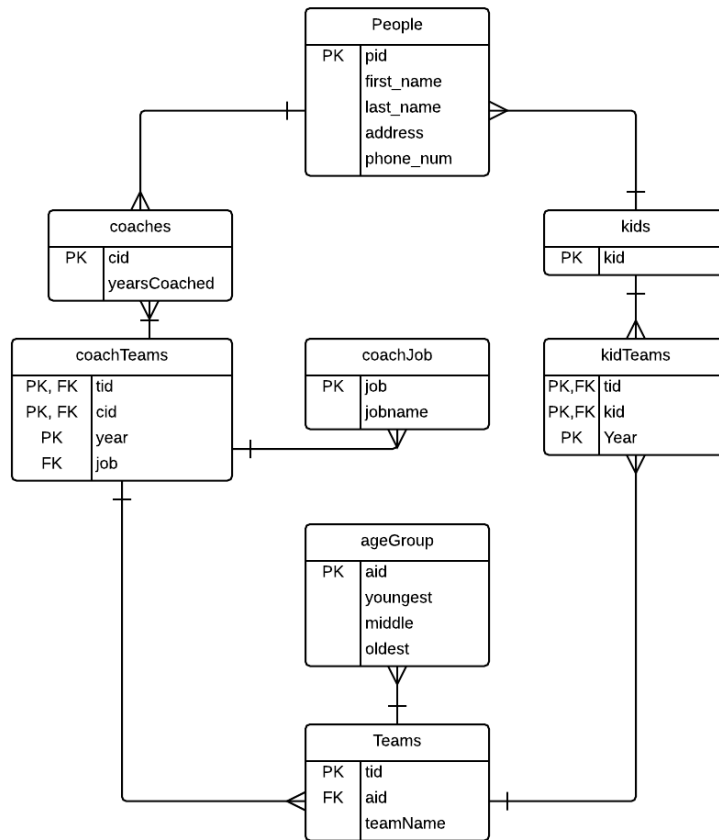 People
PK pid
first_name
last_name
address
phone_num
coaches
PK cid
yearsCoached
kids
PK kid
coachTeams
PK, FK tid
PK, FK cid
PK year
FK job
coachJob
PK job
jobname
kidTeams
PK,FK tid
PK,FK kid
PK Year
ageGroup
PK aid
youngest
middle
oldest
Teams
PK tid
FK aid
teamName